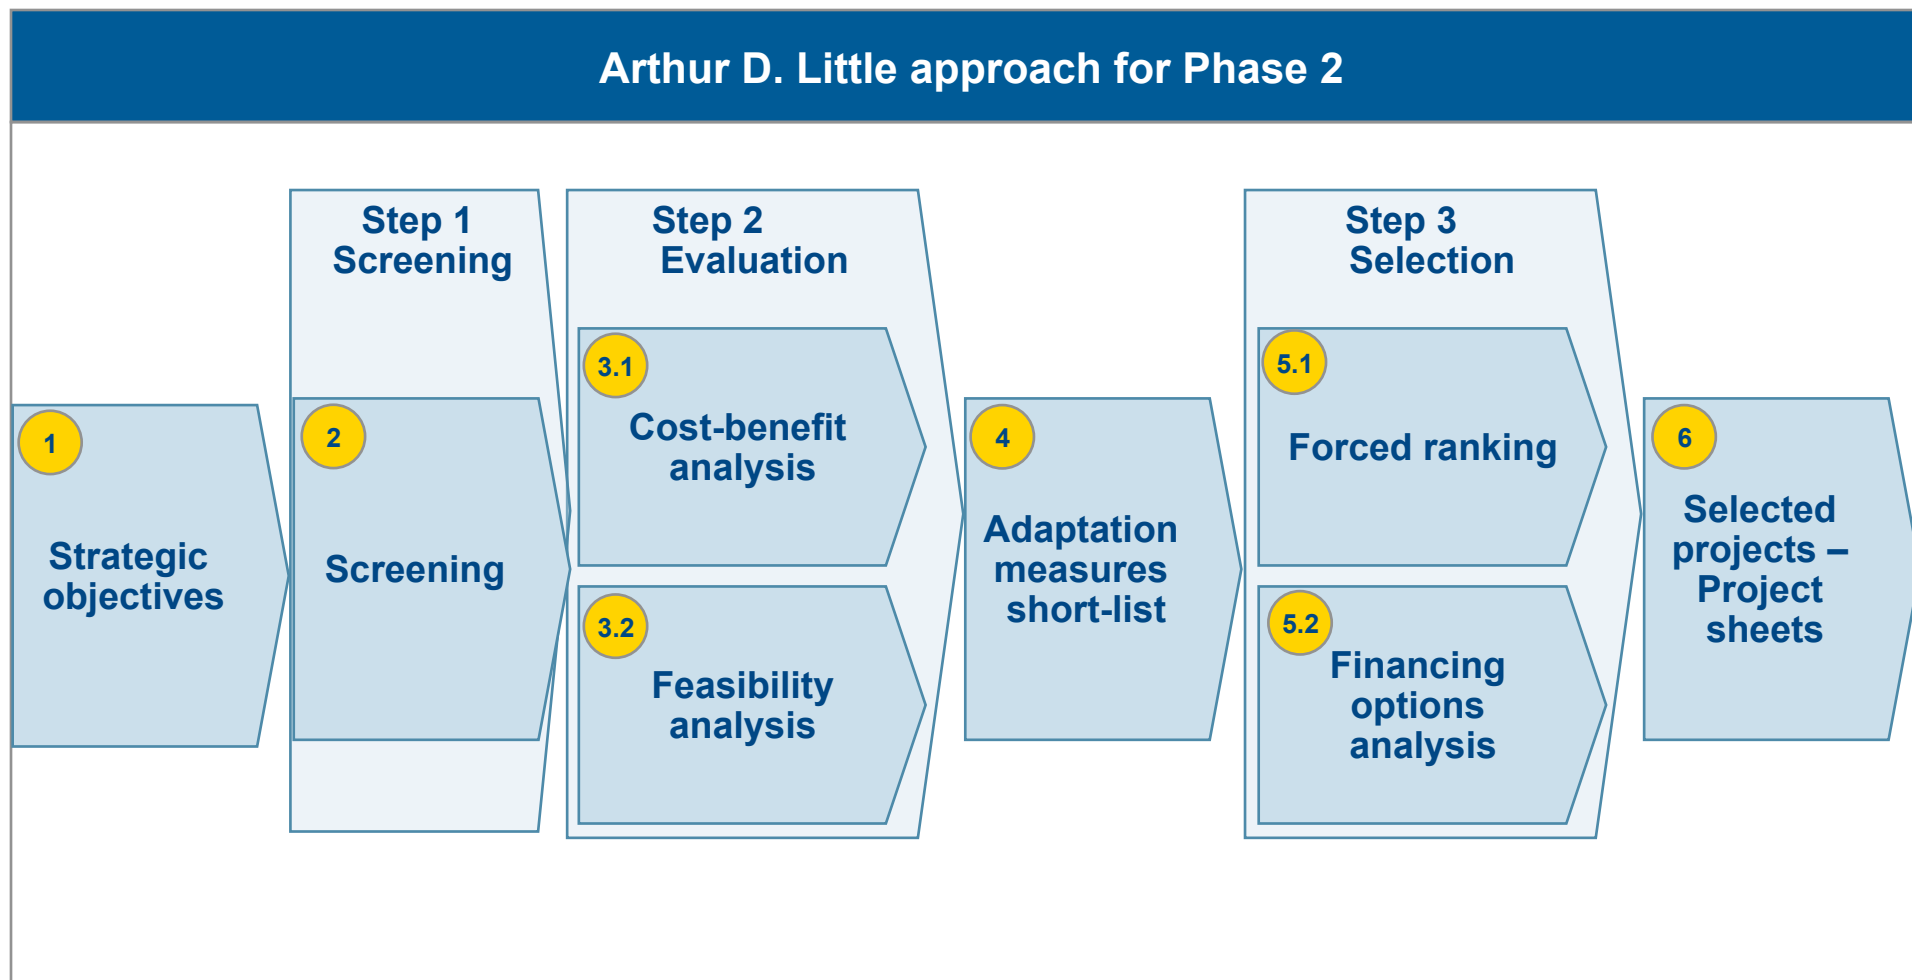 Arthur D. Little approach for Phase 2
1
Strategic
objectives
Step 1
Screening
2
Screening
Step 2
Evaluation
3.1
Cost-benefit
analysis
3.2
Feasibility
analysis
4
Adaptation
measures
short-list
Step 3
Selection
5.1
Forced ranking
5.2
Financing
options
analysis
6
Selected
projects –
Project
sheets